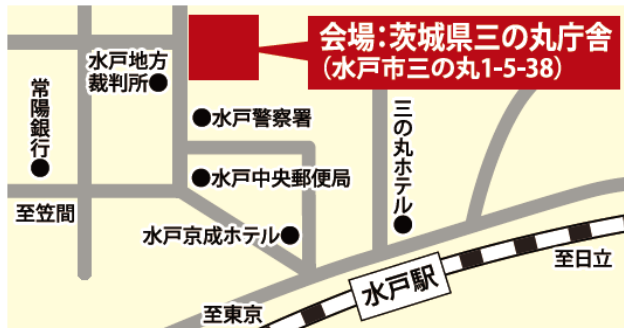 会場:茨城県三の丸庁舎
(水戸市三の丸1-5-38)
水戸地方
裁判所
常陽銀行
水戸警察署
三の丸ホテル
水戸中央郵便局
至笠間
水戸京成ホテル
水戸駅
至日立
至東京